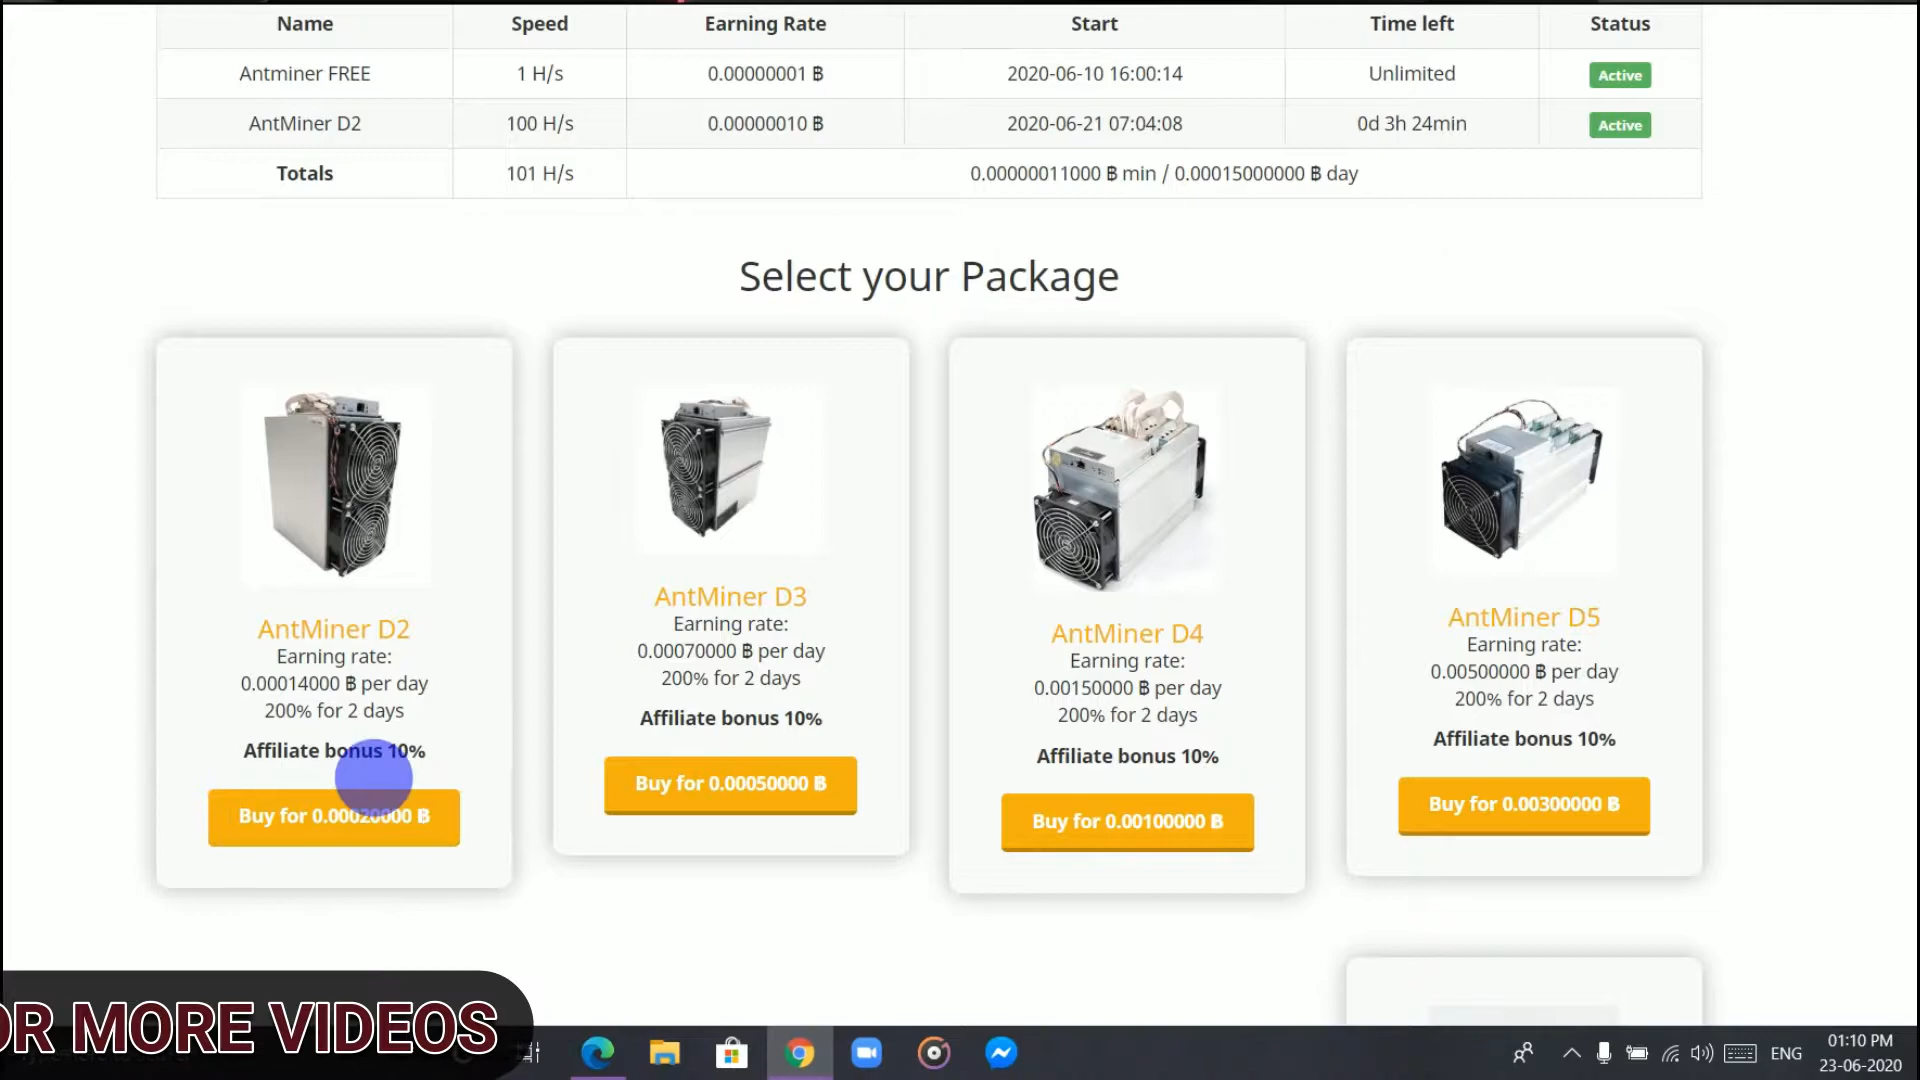 Name Speed Earning Rate Start Time left Status
Antminer FREE 1 H/s 0.00000001 ₿ 2020-06-10 16:00:14 Unlimited Active
AntMiner D2 100 H/s 0.00000010 ₿ 2020-06-21 07:04:08 0d 3h 24min Active
Totals 101 H/s 0.00000011000 ₿ min / 0.00015000000 ₿ day
Select your Package
AntMiner D2
Earning rate:
0.00014000 ₿ per day
200% for 2 days
Affiliate bonus 10%
Buy for 0.00020000 ₿
AntMiner D3
Earning rate:
0.00070000 ₿ per day
200% for 2 days
Affiliate bonus 10%
Buy for 0.00050000 ₿
AntMiner D4
Earning rate:
0.00150000 ₿ per day
200% for 2 days
Affiliate bonus 10%
Buy for 0.00100000 ₿
AntMiner D5
Earning rate:
0.00500000 ₿ per day
200% for 2 days
Affiliate bonus 10%
Buy for 0.00300000 ₿
OR MORE VIDEOS
ENG
01:10 PM
23-06-2020